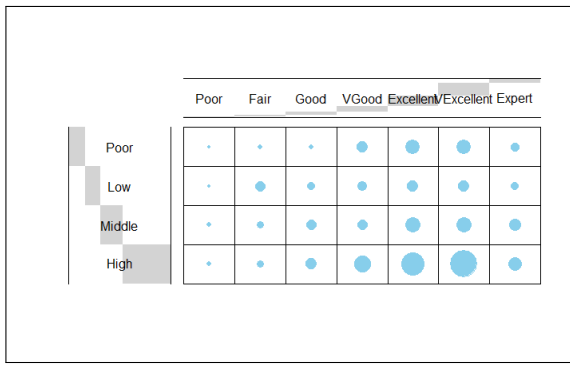 Poor Fair Good VGood Excellent VExcellent Expert
Poor
Low
Middle
High